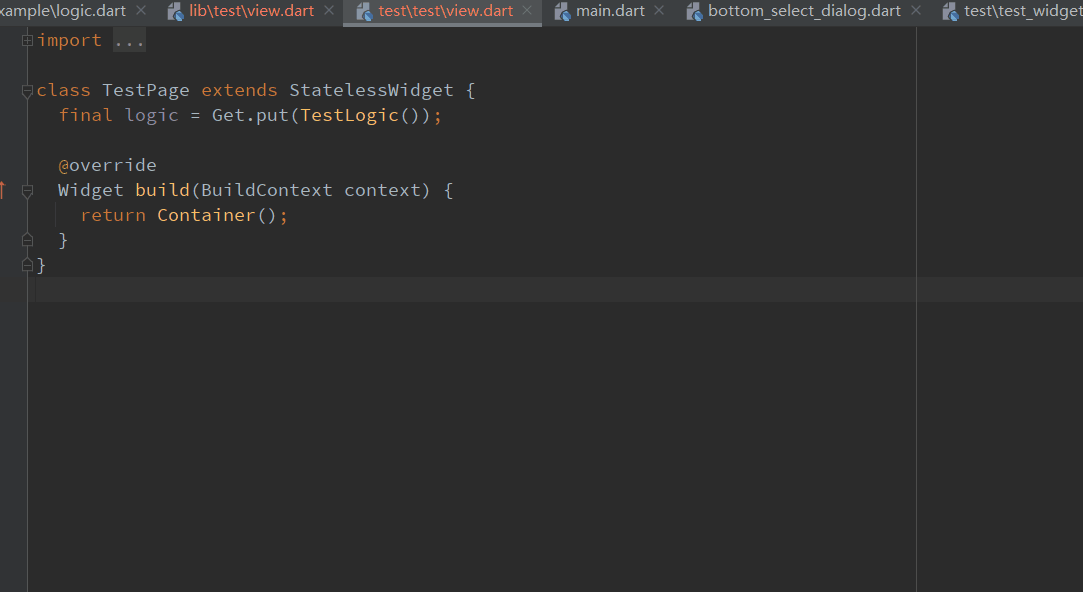 xample\logic.dart lib\test\view.dart test\test\view.dart main.dart bottom_select_dialog.dart test\test_widget
import ...
class TestPage extends StatelessWidget {
final logic = Get.put(TestLogic());
@override
Widget build(BuildContext context) {
return Container();
}
}